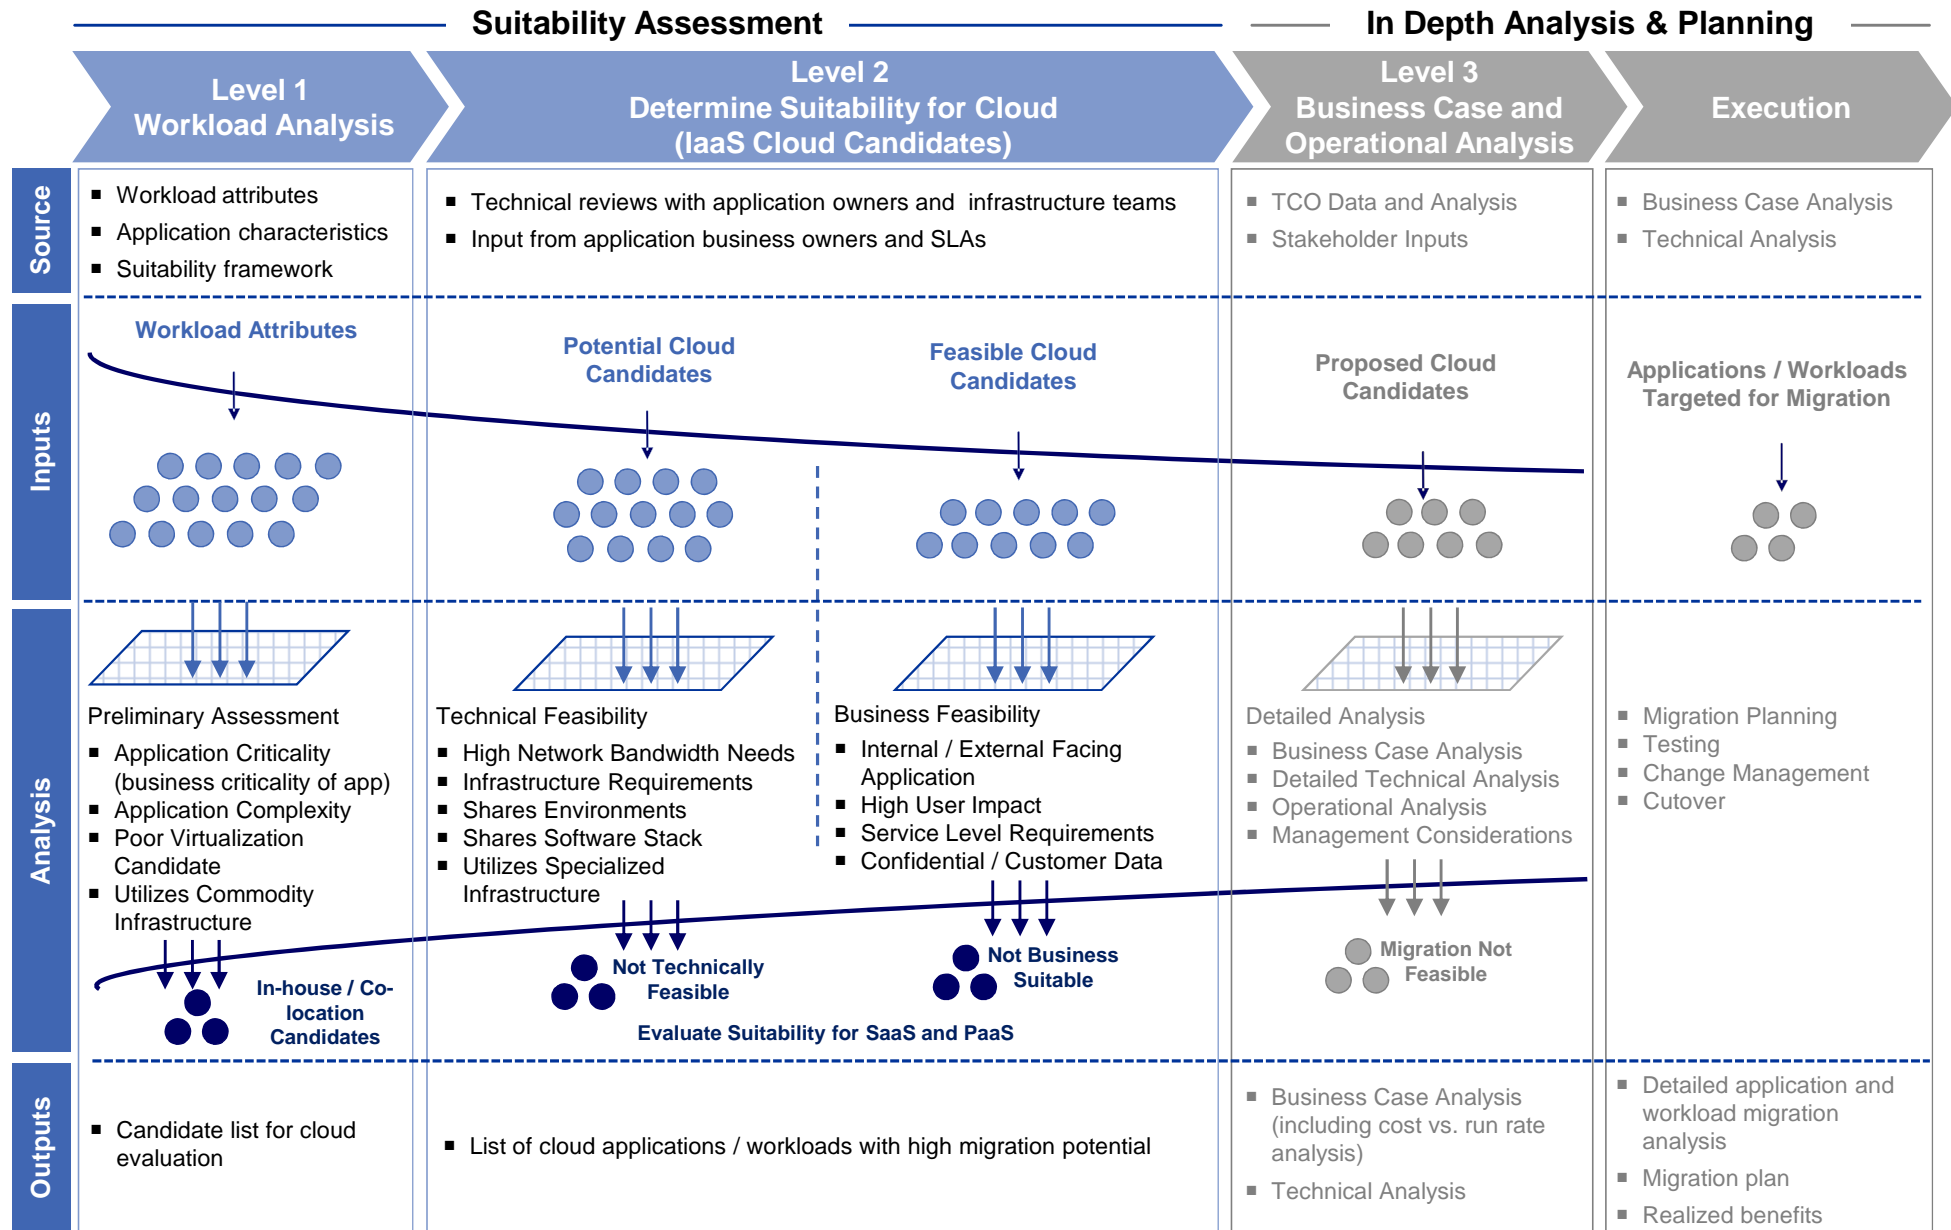 Suitability Assessment
In Depth Analysis & Planning
Level 1
Workload Analysis
Level 2
Determine Suitability for Cloud
(IaaS Cloud Candidates)
Level 3
Business Case and
Operational Analysis
Execution
Source
▪ Workload attributes
▪ Application characteristics
▪ Suitability framework
▪ Technical reviews with application owners and infrastructure teams
▪ Input from application business owners and SLAs
▪ TCO Data and Analysis
▪ Stakeholder Inputs
▪ Business Case Analysis
▪ Technical Analysis
Inputs
Workload Attributes
Potential Cloud
Candidates
Feasible Cloud
Candidates
Proposed Cloud
Candidates
Applications / Workloads
Targeted for Migration
Analysis
Preliminary Assessment
▪ Application Criticality
(business criticality of app)
▪ Application Complexity
▪ Poor Virtualization
Candidate
▪ Utilizes Commodity
Infrastructure
In-house / Co-
location
Candidates
Technical Feasibility
▪ High Network Bandwidth Needs
▪ Infrastructure Requirements
▪ Shares Environments
▪ Shares Software Stack
▪ Utilizes Specialized
Infrastructure
Not Technically
Feasible
Business Feasibility
▪ Internal / External Facing
Application
▪ High User Impact
▪ Service Level Requirements
▪ Confidential / Customer Data
Not Business
Suitable
Evaluate Suitability for SaaS and PaaS
Detailed Analysis
▪ Business Case Analysis
▪ Detailed Technical Analysis
▪ Operational Analysis
▪ Management Considerations
Migration Not
Feasible
▪ Migration Planning
▪ Testing
▪ Change Management
▪ Cutover
Outputs
▪ Candidate list for cloud
evaluation
▪ List of cloud applications / workloads with high migration potential
▪ Business Case Analysis
(including cost vs. run rate
analysis)
▪ Technical Analysis
▪ Detailed application and
workload migration
analysis
▪ Migration plan
▪ Realized benefits